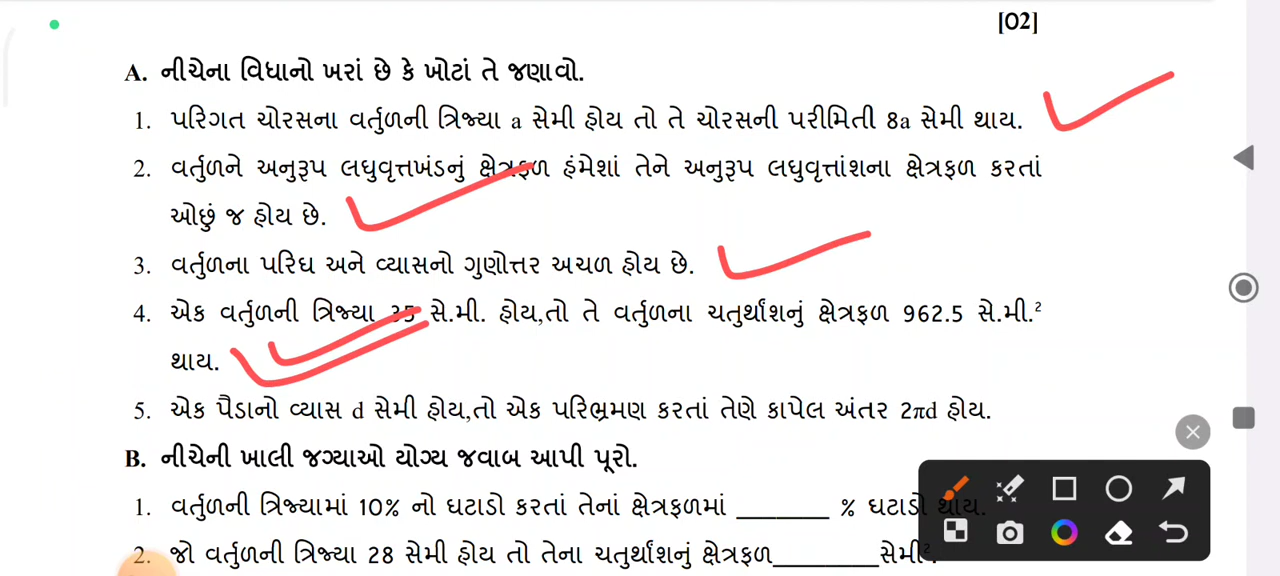 [02]
A. નીચેના વિધાનો ખરાં છે કે ખોટાં તે જણાવો.
1. પરિગત ચોરસના વર્તુળની ત્રિજ્યા a સેમી હોય તો તે ચોરસની પરીમિતી 8a સેમી થાય.
2. વર્તુળને અનુરૂપ લઘુવૃત્તખંડનું ક્ષેત્રફળ હંમેશાં તેને અનુરૂપ લઘુવૃત્તાંશના ક્ષેત્રફળ કરતાં
ઓછું જ હોય છે.
3. વર્તુળના પરિઘ અને વ્યાસનો ગુણોત્તર અચળ હોય છે.
4. એક વર્તુળની ત્રિજ્યા 35 સે.મી. હોય,તો તે વર્તુળના ચતુર્થાંશનું ક્ષેત્રફળ 962.5 સે.મી.²
થાય.
5. એક પૈડાનો વ્યાસ d સેમી હોય,તો એક પરિભ્રમણ કરતાં તેણે કાપેલ અંતર 2πd હોય.
B. નીચેની ખાલી જગ્યાઓ યોગ્ય જવાબ આપી પૂરો.
1. વર્તુળની ત્રિજ્યામાં 10% નો ઘટાડો કરતાં તેનાં ક્ષેત્રફળમાં _______ % ઘટાડો થાય.
2. જો વર્તુળની ત્રિજ્યા 28 સેમી હોય તો તેના ચતુર્થાંશનું ક્ષેત્રફળ_________સેમી².